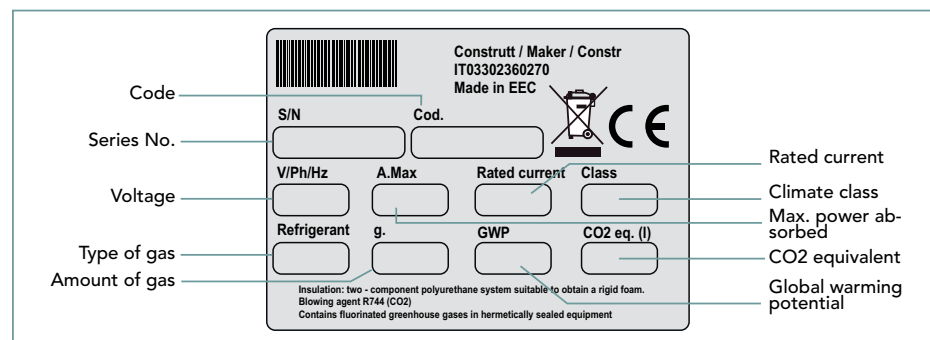 Construtt / Maker / Constr
IT03302360270
Made in EEC
Code
S/N
Cod.
CE
Series No.
Rated current
V/Ph/Hz
A.Max
Rated current
Class
Voltage
Climate class
Max. power ab-
sorbed
Refrigerant
g.
GWP
CO2 eq. (I)
Type of gas
CO2 equivalent
Amount of gas
Global warming
potential
Insulation: two - component polyurethane system suitable to obtain a rigid foam.
Blowing agent R744 (CO2)
Contains fluorinated greenhouse gases in hermetically sealed equipment